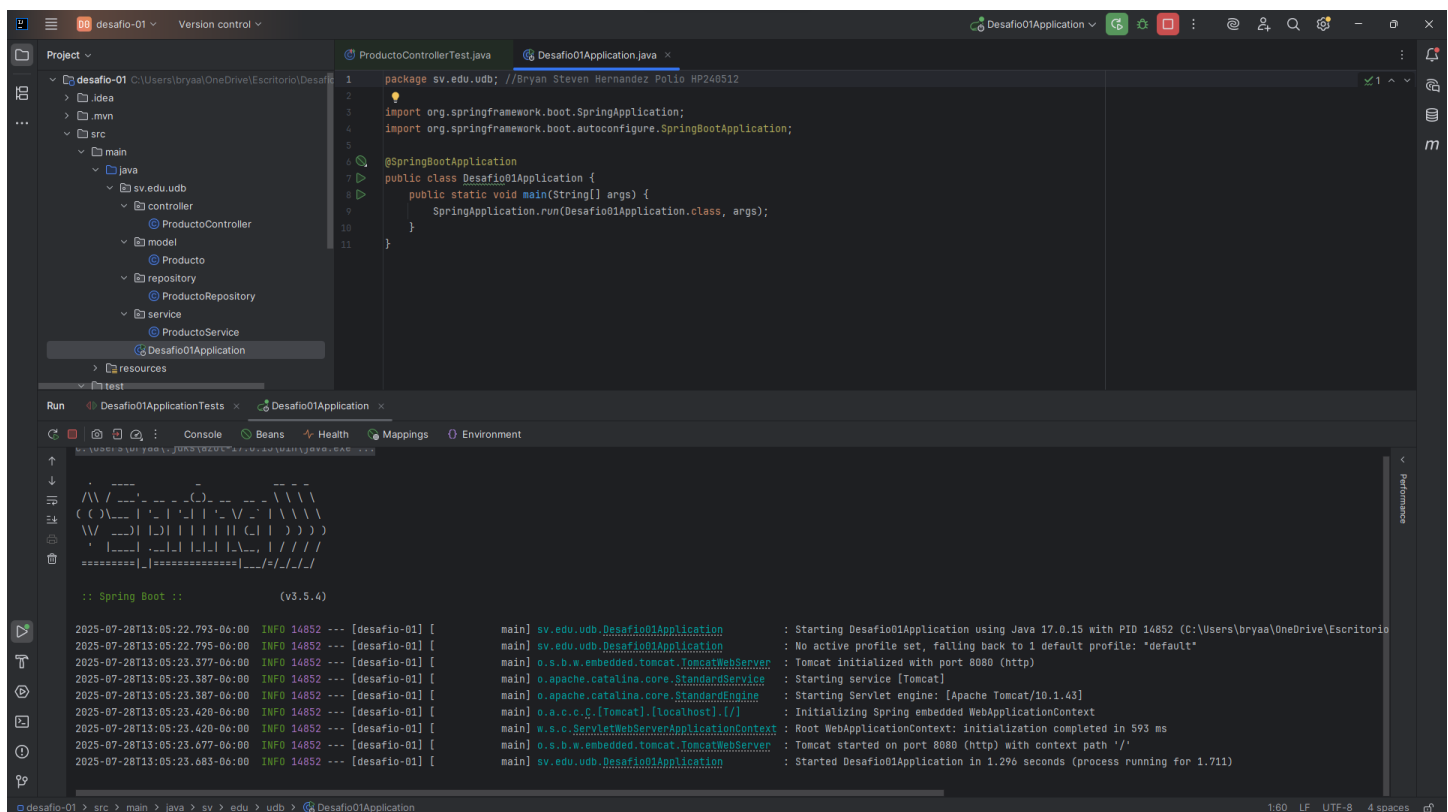 DB desafio-01 Version control Desafio01Application
Project ProductoControllerTest.java Desafio01Application.java
desafio-01 C:\Users\bryaa\OneDrive\Escritorio\Desafic
.idea
.mvn
src
main
java
sv.edu.udb
controller
ProductoController
model
Producto
repository
ProductoRepository
service
ProductoService
Desafio01Application
resources
test
1 package sv.edu.udb; //Bryan Steven Hernandez Polio HP240512
2
3 import org.springframework.boot.SpringApplication;
4 import org.springframework.boot.autoconfigure.SpringBootApplication;
5
6 @SpringBootApplication
7 public class Desafio01Application {
8 public static void main(String[] args) {
9 SpringApplication.run(Desafio01Application.class, args);
10 }
11 }
1
m
Run Desafio01ApplicationTests Desafio01Application
Console Beans Health Mappings Environment
Performance
:: Spring Boot :: (v3.5.4)
2025-07-28T13:05:22.793-06:00 INFO 14852 --- [desafio-01] [ main] sv.edu.udb.Desafio01Application : Starting Desafio01Application using Java 17.0.15 with PID 14852 (C:\Users\bryaa\OneDrive\Escritorio
2025-07-28T13:05:22.795-06:00 INFO 14852 --- [desafio-01] [ main] sv.edu.udb.Desafio01Application : No active profile set, falling back to 1 default profile: "default"
2025-07-28T13:05:23.377-06:00 INFO 14852 --- [desafio-01] [ main] o.s.b.w.embedded.tomcat.TomcatWebServer : Tomcat initialized with port 8080 (http)
2025-07-28T13:05:23.387-06:00 INFO 14852 --- [desafio-01] [ main] o.apache.catalina.core.StandardService : Starting service [Tomcat]
2025-07-28T13:05:23.387-06:00 INFO 14852 --- [desafio-01] [ main] o.apache.catalina.core.StandardEngine : Starting Servlet engine: [Apache Tomcat/10.1.43]
2025-07-28T13:05:23.420-06:00 INFO 14852 --- [desafio-01] [ main] o.a.c.c.C.[Tomcat].[localhost].[/] : Initializing Spring embedded WebApplicationContext
2025-07-28T13:05:23.420-06:00 INFO 14852 --- [desafio-01] [ main] w.s.c.ServletWebServerApplicationContext : Root WebApplicationContext: initialization completed in 593 ms
2025-07-28T13:05:23.677-06:00 INFO 14852 --- [desafio-01] [ main] o.s.b.w.embedded.tomcat.TomcatWebServer : Tomcat started on port 8080 (http) with context path '/'
2025-07-28T13:05:23.683-06:00 INFO 14852 --- [desafio-01] [ main] sv.edu.udb.Desafio01Application : Started Desafio01Application in 1.296 seconds (process running for 1.711)
desafio-01 > src > main > java > sv > edu > udb > Desafio01Application 1:60 LF UTF-8 4 spaces